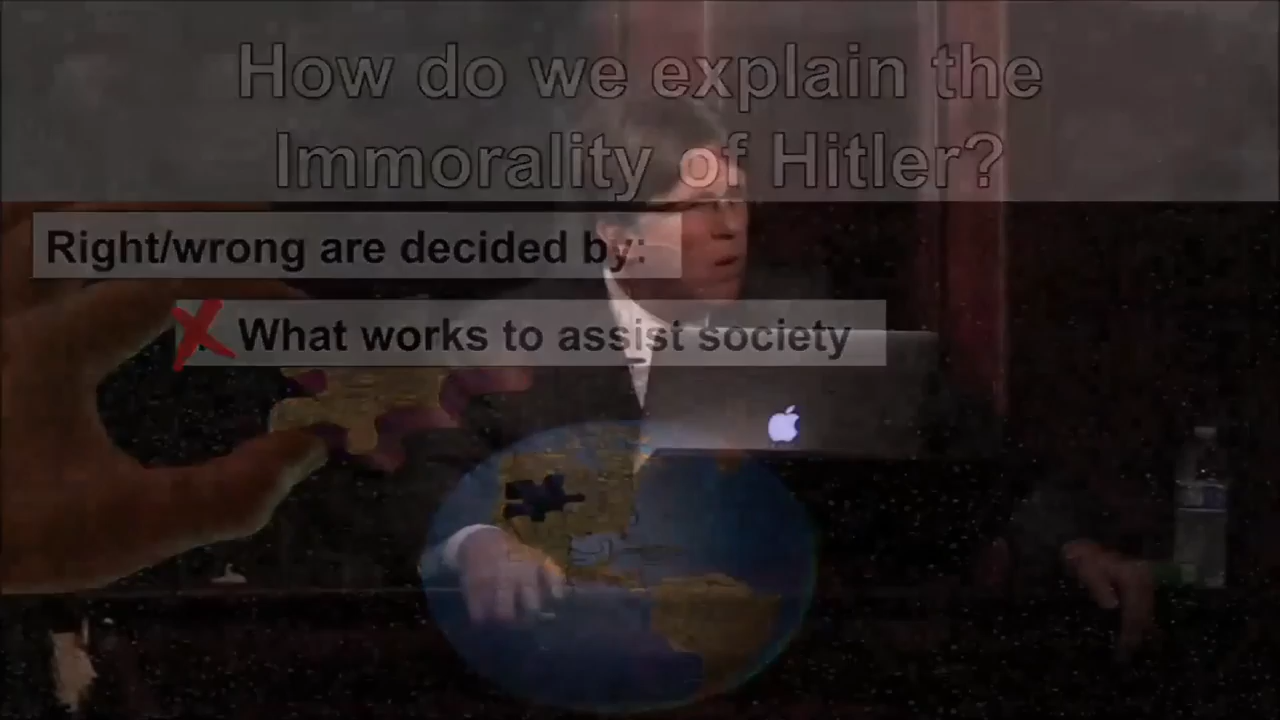 How do we explain the
Immorality of Hitler?
Right/wrong are decided by:
What works to assist society